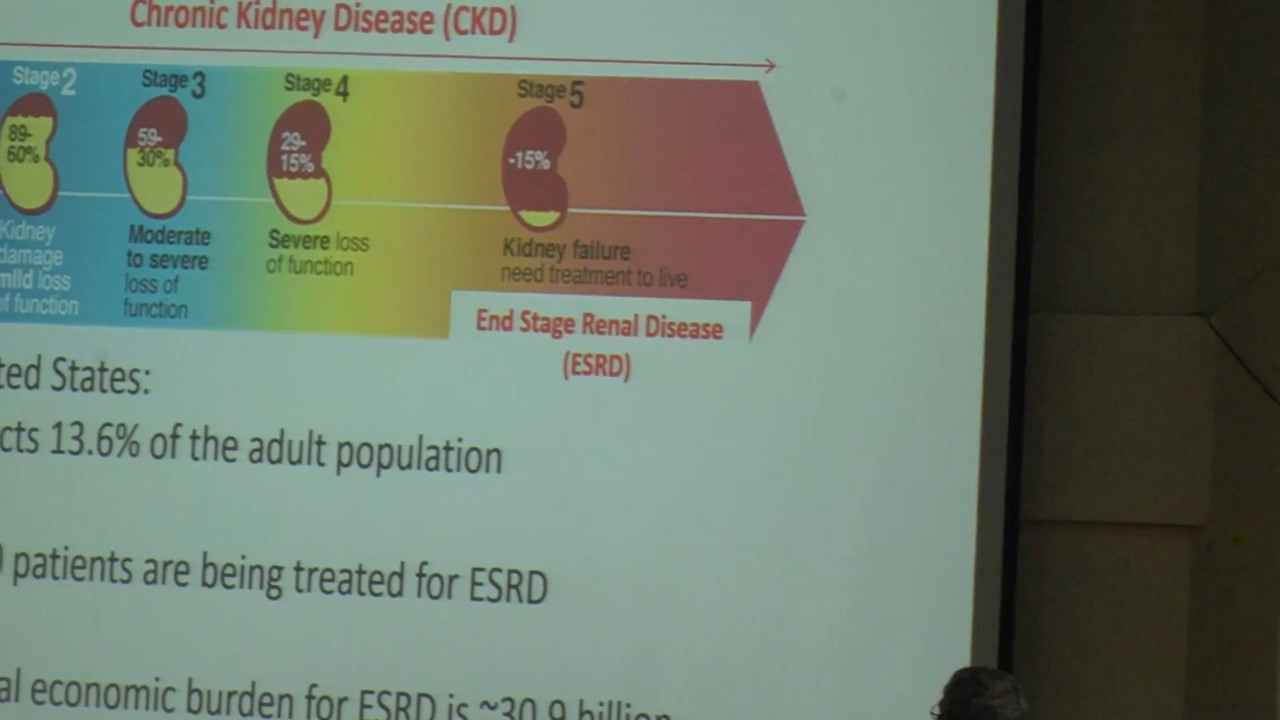 Chronic Kidney Disease (CKD)
Stage 2
Stage 3
Stage 4
Stage 5
89-
60%
59-
30%
29-
15%
-15%
Kidney
damage
mild loss
of function
Moderate
to severe
loss of
function
Severe loss
of function
Kidney failure
need treatment to live
End Stage Renal Disease
(ESRD)
ted States:
cts 13.6% of the adult population
patients are being treated for ESRD
al economic burden for ESRD is ~30.9 billion